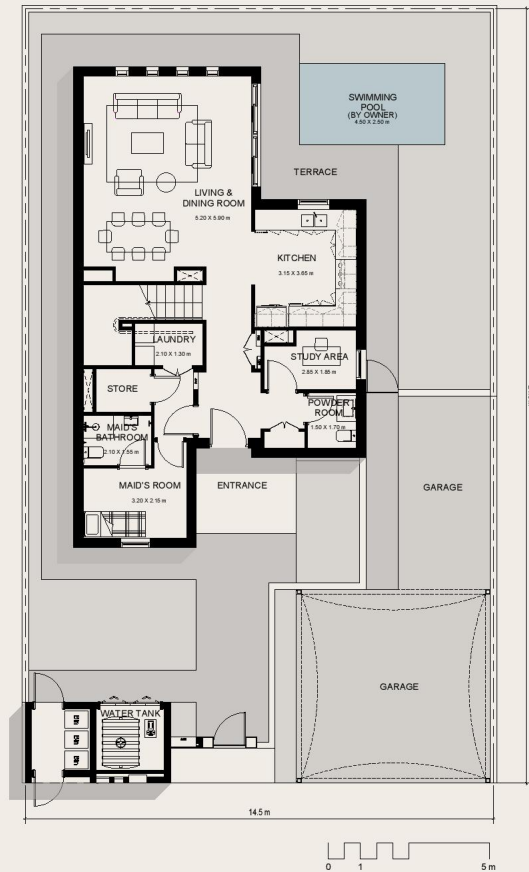 SWIMMING
POOL
(BY OWNER)
4.50 X 2.50 m
TERRACE
LIVING &
DINING ROOM
5.20 X 5.90 m
KITCHEN
3.15 X 3.65 m
LAUNDRY
2.10 X 1.30 m
STUDY AREA
2.85 X 1.85 m
STORE
POWDER
ROOM
1.50 X 1.70 m
MAID'S
BATHROOM
2.10 X 1.55 m
MAID'S ROOM
3.20 X 2.15 m
ENTRANCE
GARAGE
GARAGE
WATER TANK
14.5 m
0 1 5 m